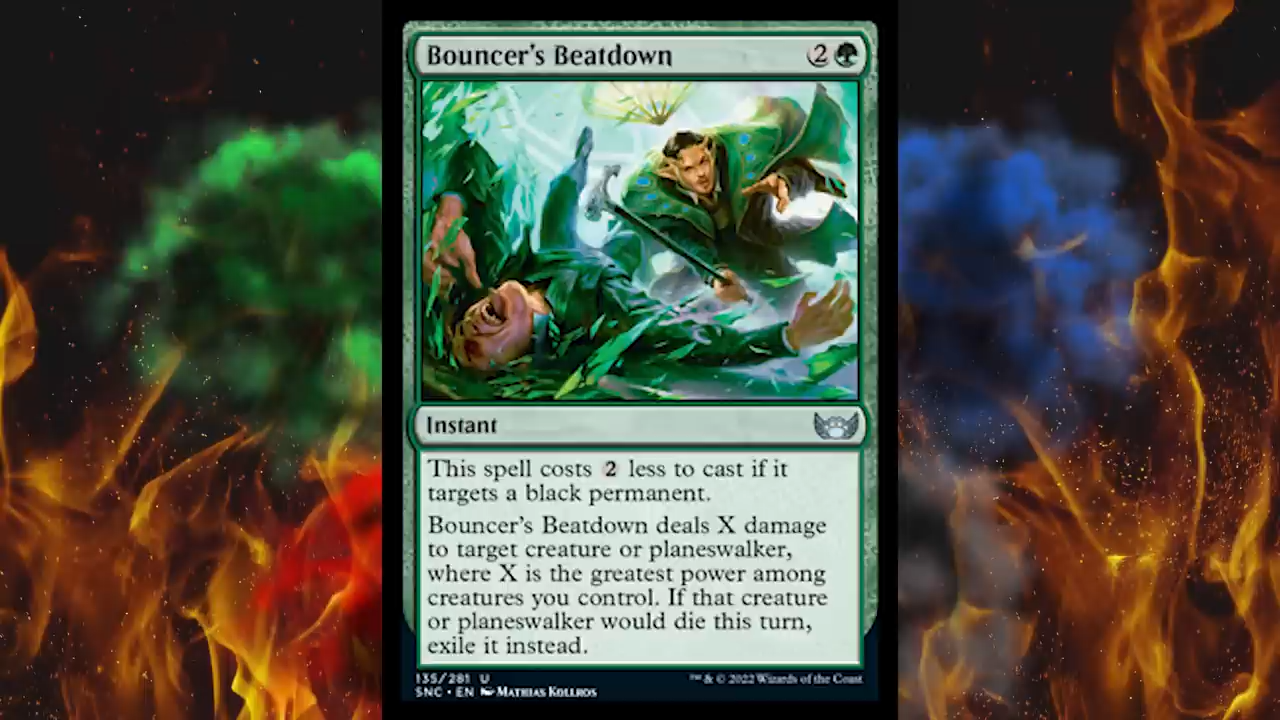 Bouncer's Beatdown 2
Instant
This spell costs 2 less to cast if it
targets a black permanent.
Bouncer's Beatdown deals X damage
to target creature or planeswalker,
where X is the greatest power among
creatures you control. If that creature
or planeswalker would die this turn,
exile it instead.
135/281 U
SNC • EN Mathias Kollros
™ & © 2022 Wizards of the Coast